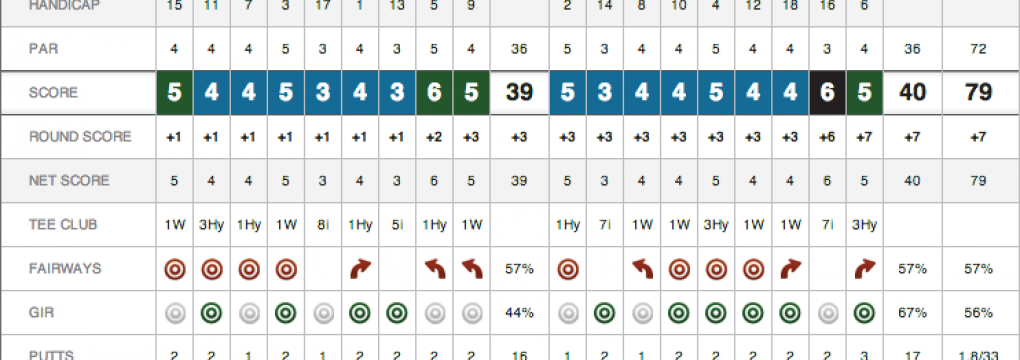 HANDICAP 15 11 7 3 17 1 13 5 9 2 14 8 10 4 12 18 16 6
PAR 4 4 4 5 3 4 3 5 4 36 5 3 4 4 5 4 4 3 4 36 72
SCORE 5 4 4 5 3 4 3 6 5 39 5 3 4 4 5 4 4 6 5 40 79
ROUND SCORE +1 +1 +1 +1 +1 +1 +1 +2 +3 +3 +3 +3 +3 +3 +3 +3 +3 +6 +7 +7 +7
NET SCORE 5 4 4 5 3 4 3 6 5 39 5 3 4 4 5 4 4 6 5 40 79
TEE CLUB 1W 3Hy 1Hy 1W 8i 1Hy 5i 1Hy 1W 1Hy 7i 1W 1W 3Hy 1W 1W 7i 3Hy
FAIRWAYS 57% 57% 57%
GIR 44% 67% 56%
PUTTS 2 2 1 2 1 2 2 2 2 16 1 2 1 2 2 2 2 2 3 17 1.8/33